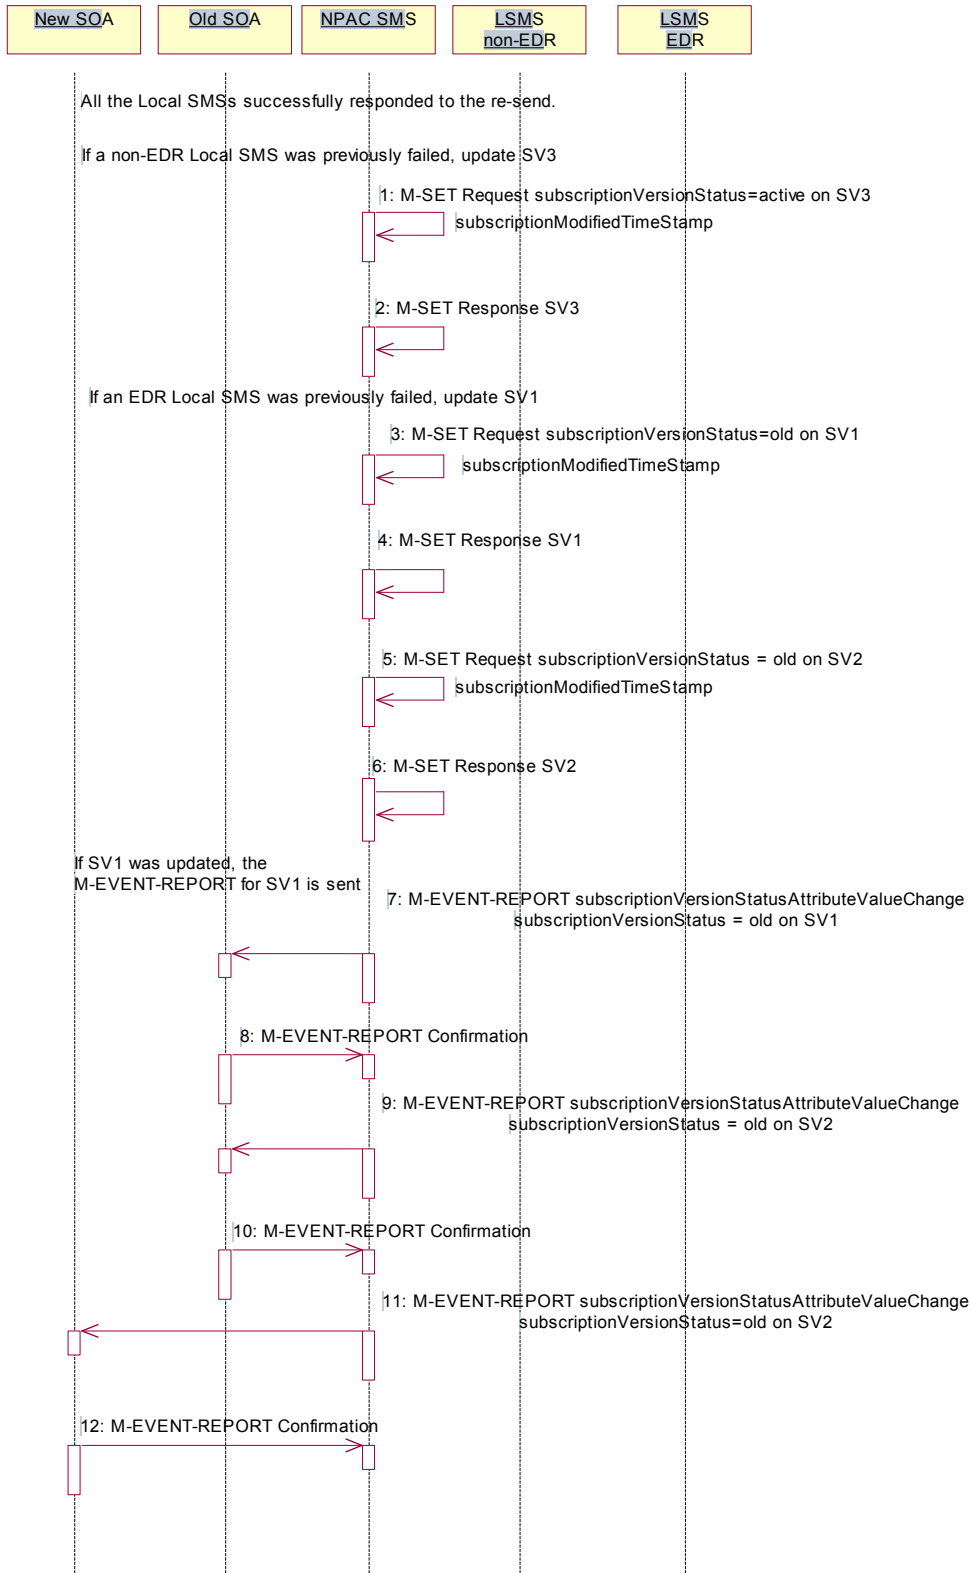 New SOA
Old SOA
NPAC SMS
LSMS
non-EDR
LSMS
EDR
All the Local SMSs successfully responded to the re-send.
If a non-EDR Local SMS was previously failed, update SV3
1: M-SET Request subscriptionVersionStatus=active on SV3
subscriptionModifiedTimeStamp
2: M-SET Response SV3
If an EDR Local SMS was previously failed, update SV1
3: M-SET Request subscriptionVersionStatus=old on SV1
subscriptionModifiedTimeStamp
4: M-SET Response SV1
5: M-SET Request subscriptionVersionStatus = old on SV2
subscriptionModifiedTimeStamp
6: M-SET Response SV2
If SV1 was updated, the
M-EVENT-REPORT for SV1 is sent
7: M-EVENT-REPORT subscriptionVersionStatusAttributeValueChange
subscriptionVersionStatus = old on SV1
8: M-EVENT-REPORT Confirmation
9: M-EVENT-REPORT subscriptionVersionStatusAttributeValueChange
subscriptionVersionStatus = old on SV2
10: M-EVENT-REPORT Confirmation
11: M-EVENT-REPORT subscriptionVersionStatusAttributeValueChange
subscriptionVersionStatus=old on SV2
12: M-EVENT-REPORT Confirmation